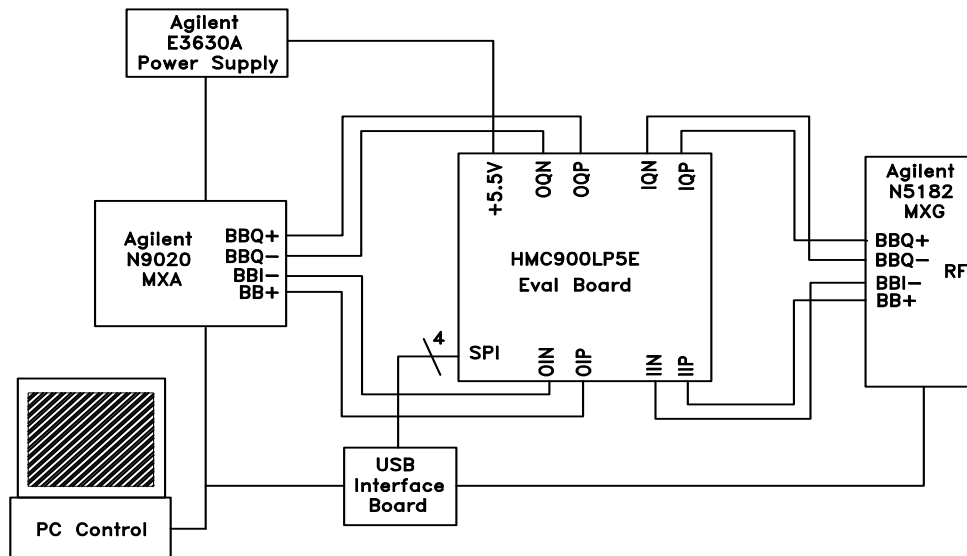 Agilent
E3630A
Power Supply
Agilent
N9020
MXA
BBQ+
BBQ-
BBI-
BB+
+5.5V
OQN
OQP
IQN
IQP
HMC900LP5E
Eval Board
SPI
4
OIN
OIP
IIN
IIP
Agilent
N5182
MXG
BBQ+
BBQ-
BBI-
BB+
RF
USB
Interface
Board
PC Control